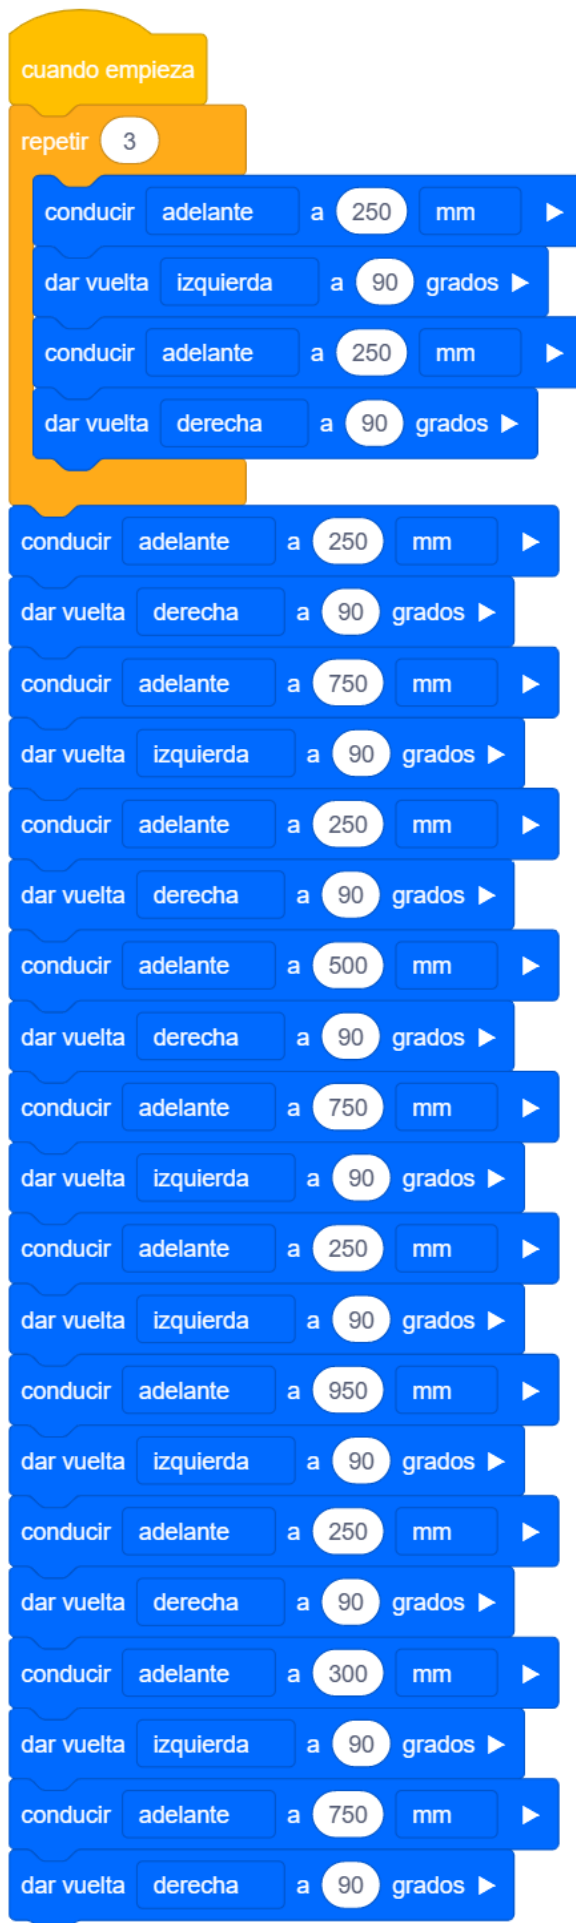 cuando empieza
repetir 3
conducir adelante a 250 mm
dar vuelta izquierda a 90 grados
conducir adelante a 250 mm
dar vuelta derecha a 90 grados
conducir adelante a 250 mm
dar vuelta derecha a 90 grados
conducir adelante a 750 mm
dar vuelta izquierda a 90 grados
conducir adelante a 250 mm
dar vuelta derecha a 90 grados
conducir adelante a 500 mm
dar vuelta derecha a 90 grados
conducir adelante a 750 mm
dar vuelta izquierda a 90 grados
conducir adelante a 250 mm
dar vuelta izquierda a 90 grados
conducir adelante a 950 mm
dar vuelta izquierda a 90 grados
conducir adelante a 250 mm
dar vuelta derecha a 90 grados
conducir adelante a 300 mm
dar vuelta izquierda a 90 grados
conducir adelante a 750 mm
dar vuelta derecha a 90 grados